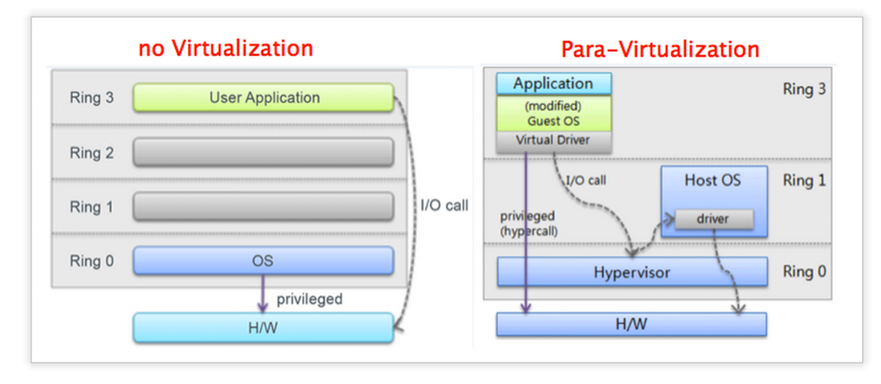 no Virtualization
Ring 3
User Application
Ring 2
Ring 1
I/O call
Ring 0
OS
privileged
H/W
Para-Virtualization
Application
Ring 3
(modified)
Guest OS
Virtual Driver
I/O call
Host OS
Ring 1
privileged
(hypercall)
driver
Hypervisor
Ring 0
H/W